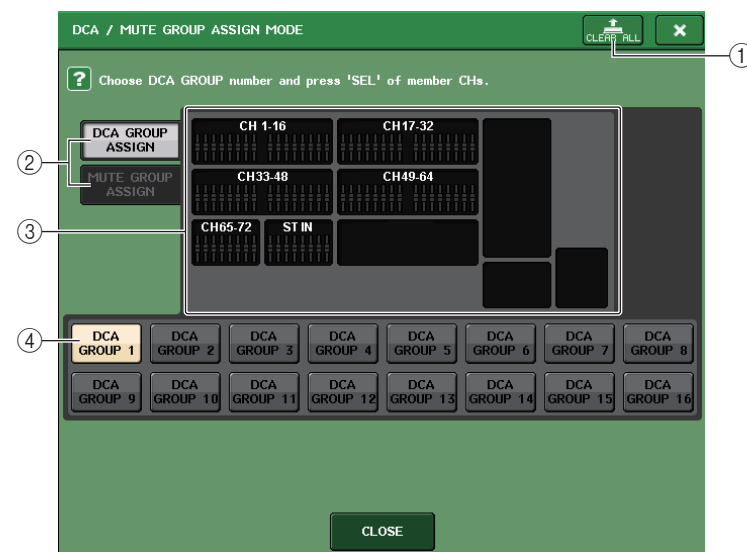 DCA / MUTE GROUP ASSIGN MODE
CLEAR ALL
×
①
? Choose DCA GROUP number and press 'SEL' of member CHs.
DCA GROUP
ASSIGN
MUTE GROUP
ASSIGN
②
③
CH 1-16
CH17-32
CH33-48
CH49-64
CH65-72
ST IN
④
DCA
GROUP 1
DCA
GROUP 2
DCA
GROUP 3
DCA
GROUP 4
DCA
GROUP 5
DCA
GROUP 6
DCA
GROUP 7
DCA
GROUP 8
DCA
GROUP 9
DCA
GROUP 10
DCA
GROUP 11
DCA
GROUP 12
DCA
GROUP 13
DCA
GROUP 14
DCA
GROUP 15
DCA
GROUP 16
CLOSE